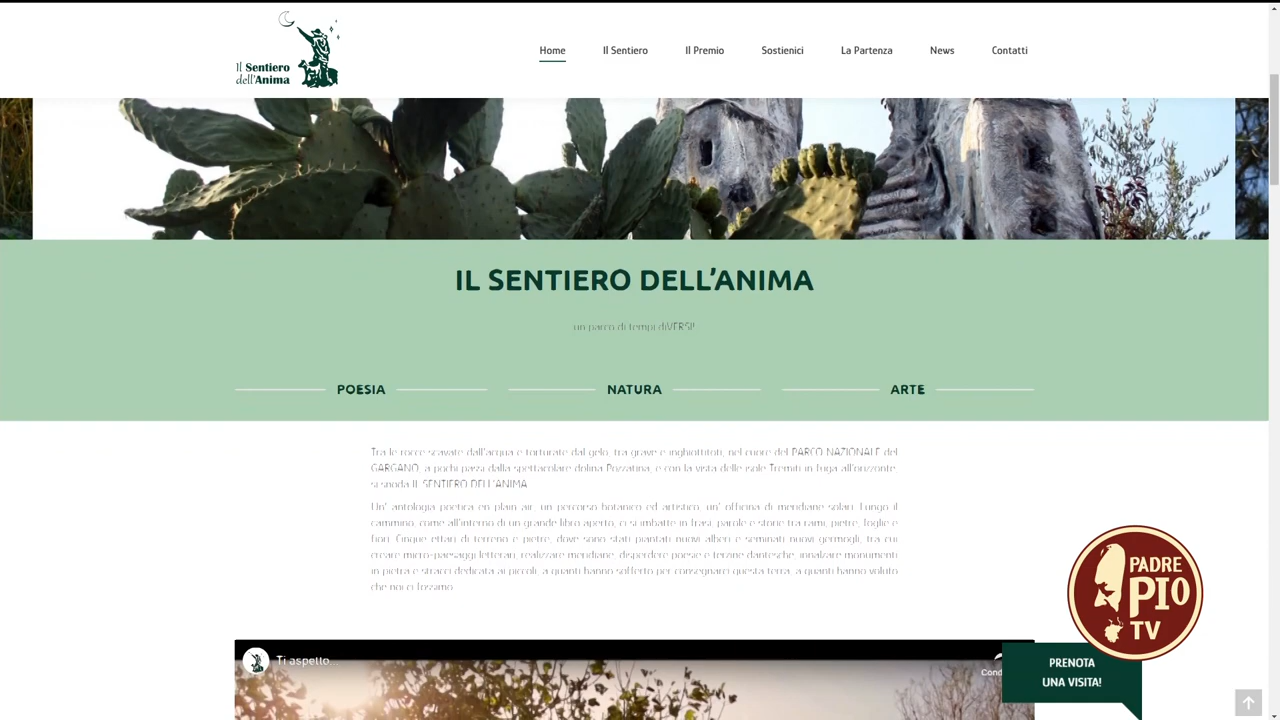 Il Sentiero
dell'Anima
Home Il Sentiero Il Premio Sostienici La Partenza News Contatti
IL SENTIERO DELL'ANIMA
un parco di tempi diVERSI!
POESIA NATURA ARTE
Tra le rocce scavate dall'acqua e torturate dal gelo, tra grave e inghiottitoi, nel cuore del PARCO NAZIONALE del
GARGANO, a pochi passi dalla spettacolare dolina Pozzatina, e con la vista delle isole Tremiti in fuga all'orizzonte,
si snoda IL SENTIERO DELL'ANIMA.
Un' antologia poetica en plain air, un percorso botanico ed artistico, un' officina di meridiane solari. Lungo il
cammino, come all'interno di un grande libro aperto, ci si imbatte in frasi, parole e storie tra rami, pietre, foglie e
fiori. Cinque ettari di terreno e pietre, dove sono stati piantati nuovi alberi e seminati nuovi germogli, tra cui
creare micro-paesaggi letterari, realizzare meridiane, disperdere poesie e terzine dantesche, innalzare monumenti
in pietra e stracci dedicata ai piccoli, a quanti hanno sofferto per consegnarci questa terra, a quanti hanno voluto
che noi ci fossimo.
PADRE
PIO
TV
Ti aspetto...
Cond
PRENOTA
UNA VISITA!